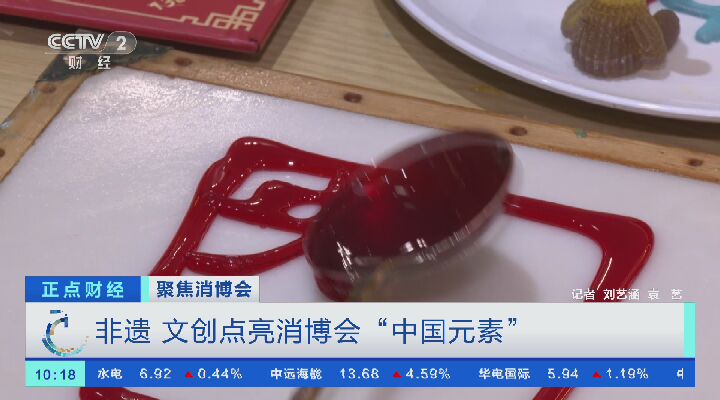 CCTV 2
财 经
正点财经 聚焦消博会
记者 刘艺涵 袁 艺
非遗 文创点亮消博会“中国元素”
10:18 水电 6.92 ▲0.44% 中远海能 13.68 ▲4.59% 华电国际 5.94 ▲1.19%